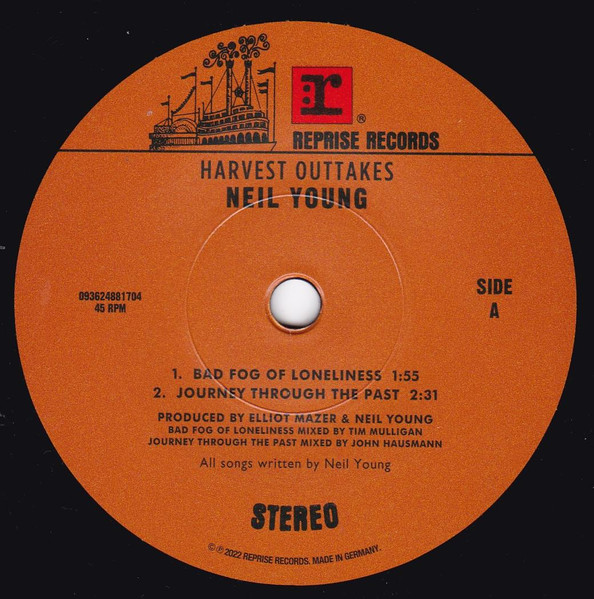 r ®
REPRISE RECORDS
HARVEST OUTTAKES
NEIL YOUNG
093624881704
45 RPM
SIDE
A
1. BAD FOG OF LONELINESS 1:55
2. JOURNEY THROUGH THE PAST 2:31
PRODUCED BY ELLIOT MAZER & NEIL YOUNG
BAD FOG OF LONELINESS MIXED BY TIM MULLIGAN
JOURNEY THROUGH THE PAST MIXED BY JOHN HAUSMANN
All songs written by Neil Young
STEREO
©℗2022 REPRISE RECORDS. MADE IN GERMANY.